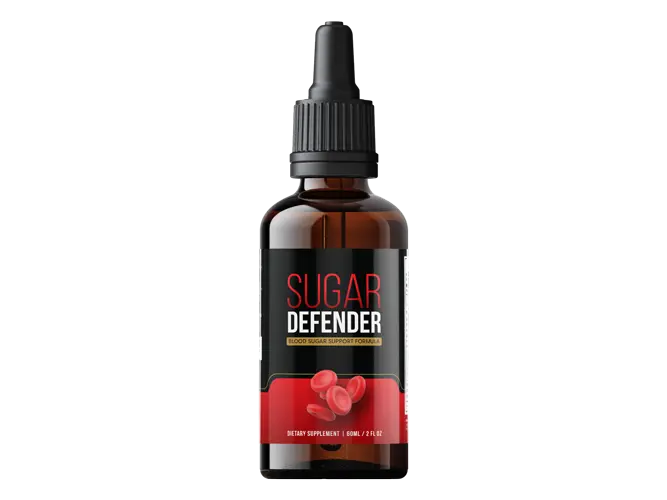 SUGAR
DEFENDER
BLOOD SUGAR SUPPORT FORMULA
DIETARY SUPPLEMENT | 60ML / 2 FL OZ